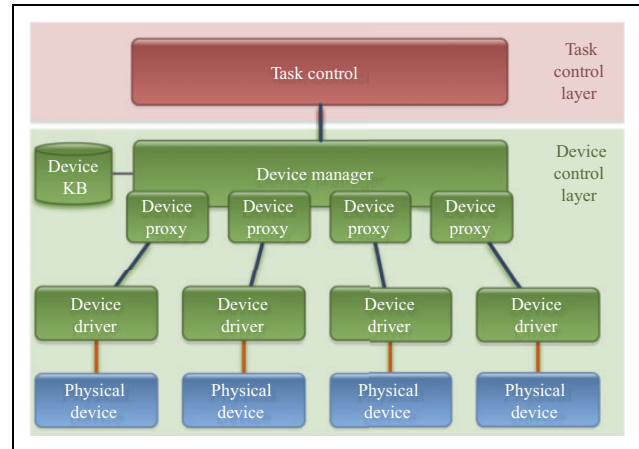 Task control
Task
control
layer
Device
KB
Device manager
Device
control
layer
Device
proxy
Device
proxy
Device
proxy
Device
proxy
Device
driver
Device
driver
Device
driver
Device
driver
Physical
device
Physical
device
Physical
device
Physical
device